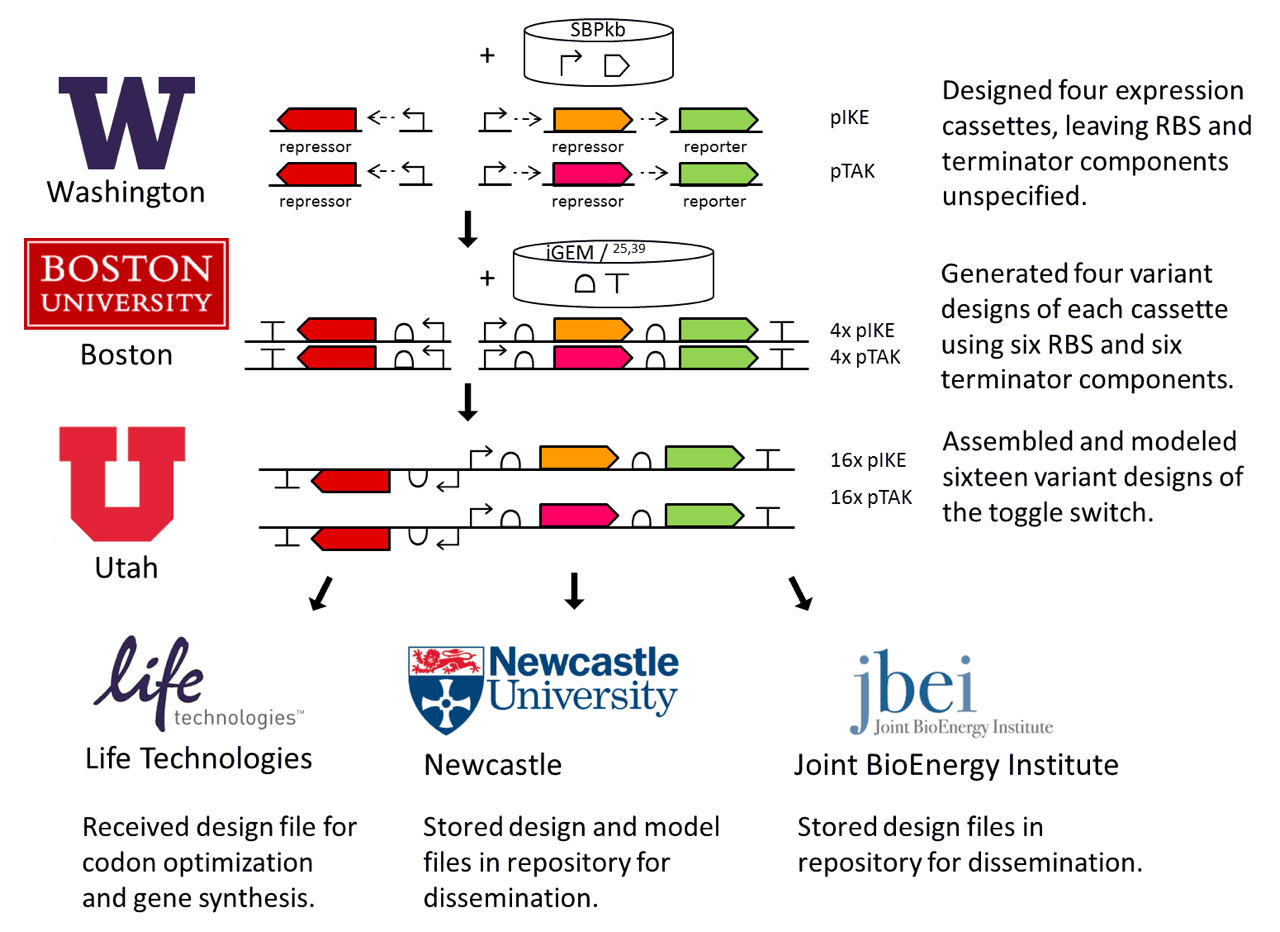 SBPkb
+
W
Washington
repressor
repressor
reporter
pIKE
repressor
repressor
reporter
pTAK
Designed four expression
cassettes, leaving RBS and
terminator components
unspecified.
BOSTON
UNIVERSITY
Boston
+
iGEM / 25,39
4x pIKE
4x pTAK
Generated four variant
designs of each cassette
using six RBS and six
terminator components.
U
Utah
16x pIKE
16x pTAK
Assembled and modeled
sixteen variant designs of
the toggle switch.
life
technologies™
Life Technologies
Received design file for
codon optimization
and gene synthesis.
Newcastle
University
Newcastle
Stored design and model
files in repository for
dissemination.
jbei
Joint BioEnergy Institute
Joint BioEnergy Institute
Stored design files in
repository for dissemination.